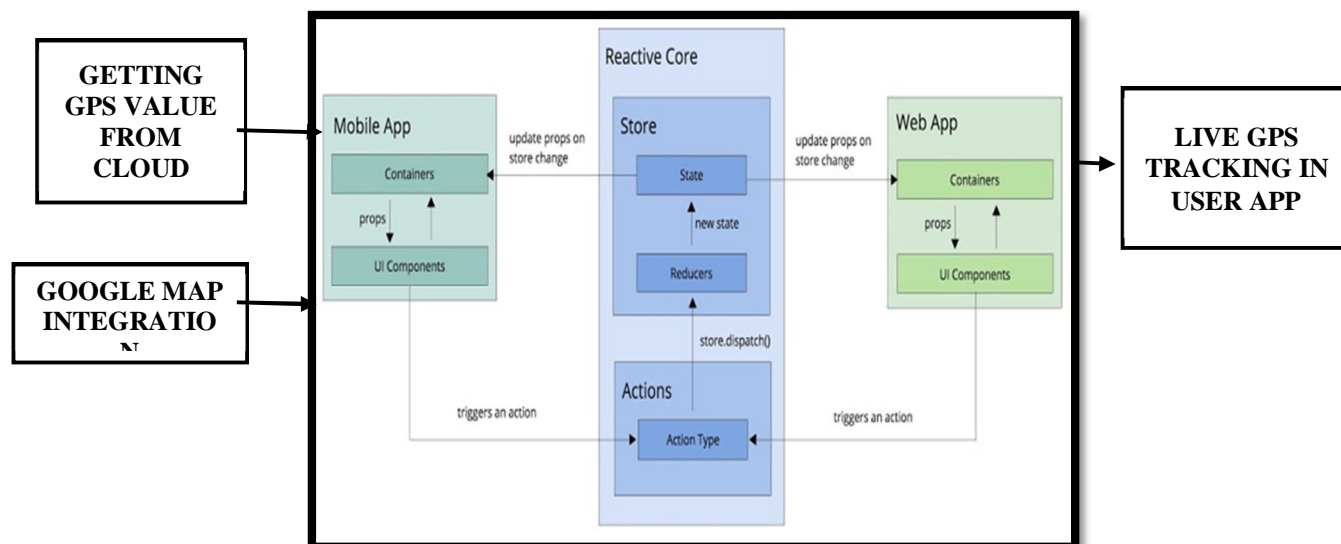 GETTING
GPS VALUE
FROM
CLOUD
GOOGLE MAP
INTEGRATIO
N
Reactive Core
Mobile App
Containers
props
UI Components
update props on
store change
Store
State
new state
Reducers
store.dispatch()
Actions
Action Type
triggers an action
update props on
store change
Web App
Containers
props
UI Components
triggers an action
LIVE GPS
TRACKING IN
USER APP